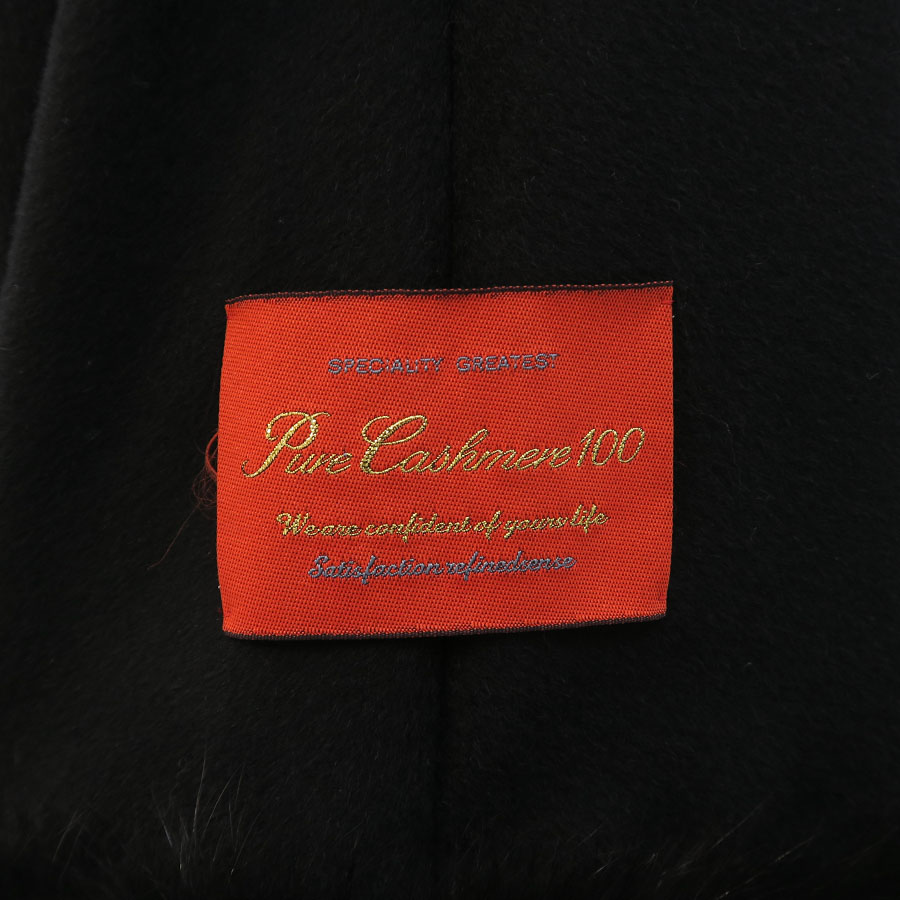 SPECIALITY GREATEST
Pure Cashmere 100
We are confident of yours life
Satisfaction refinedsense